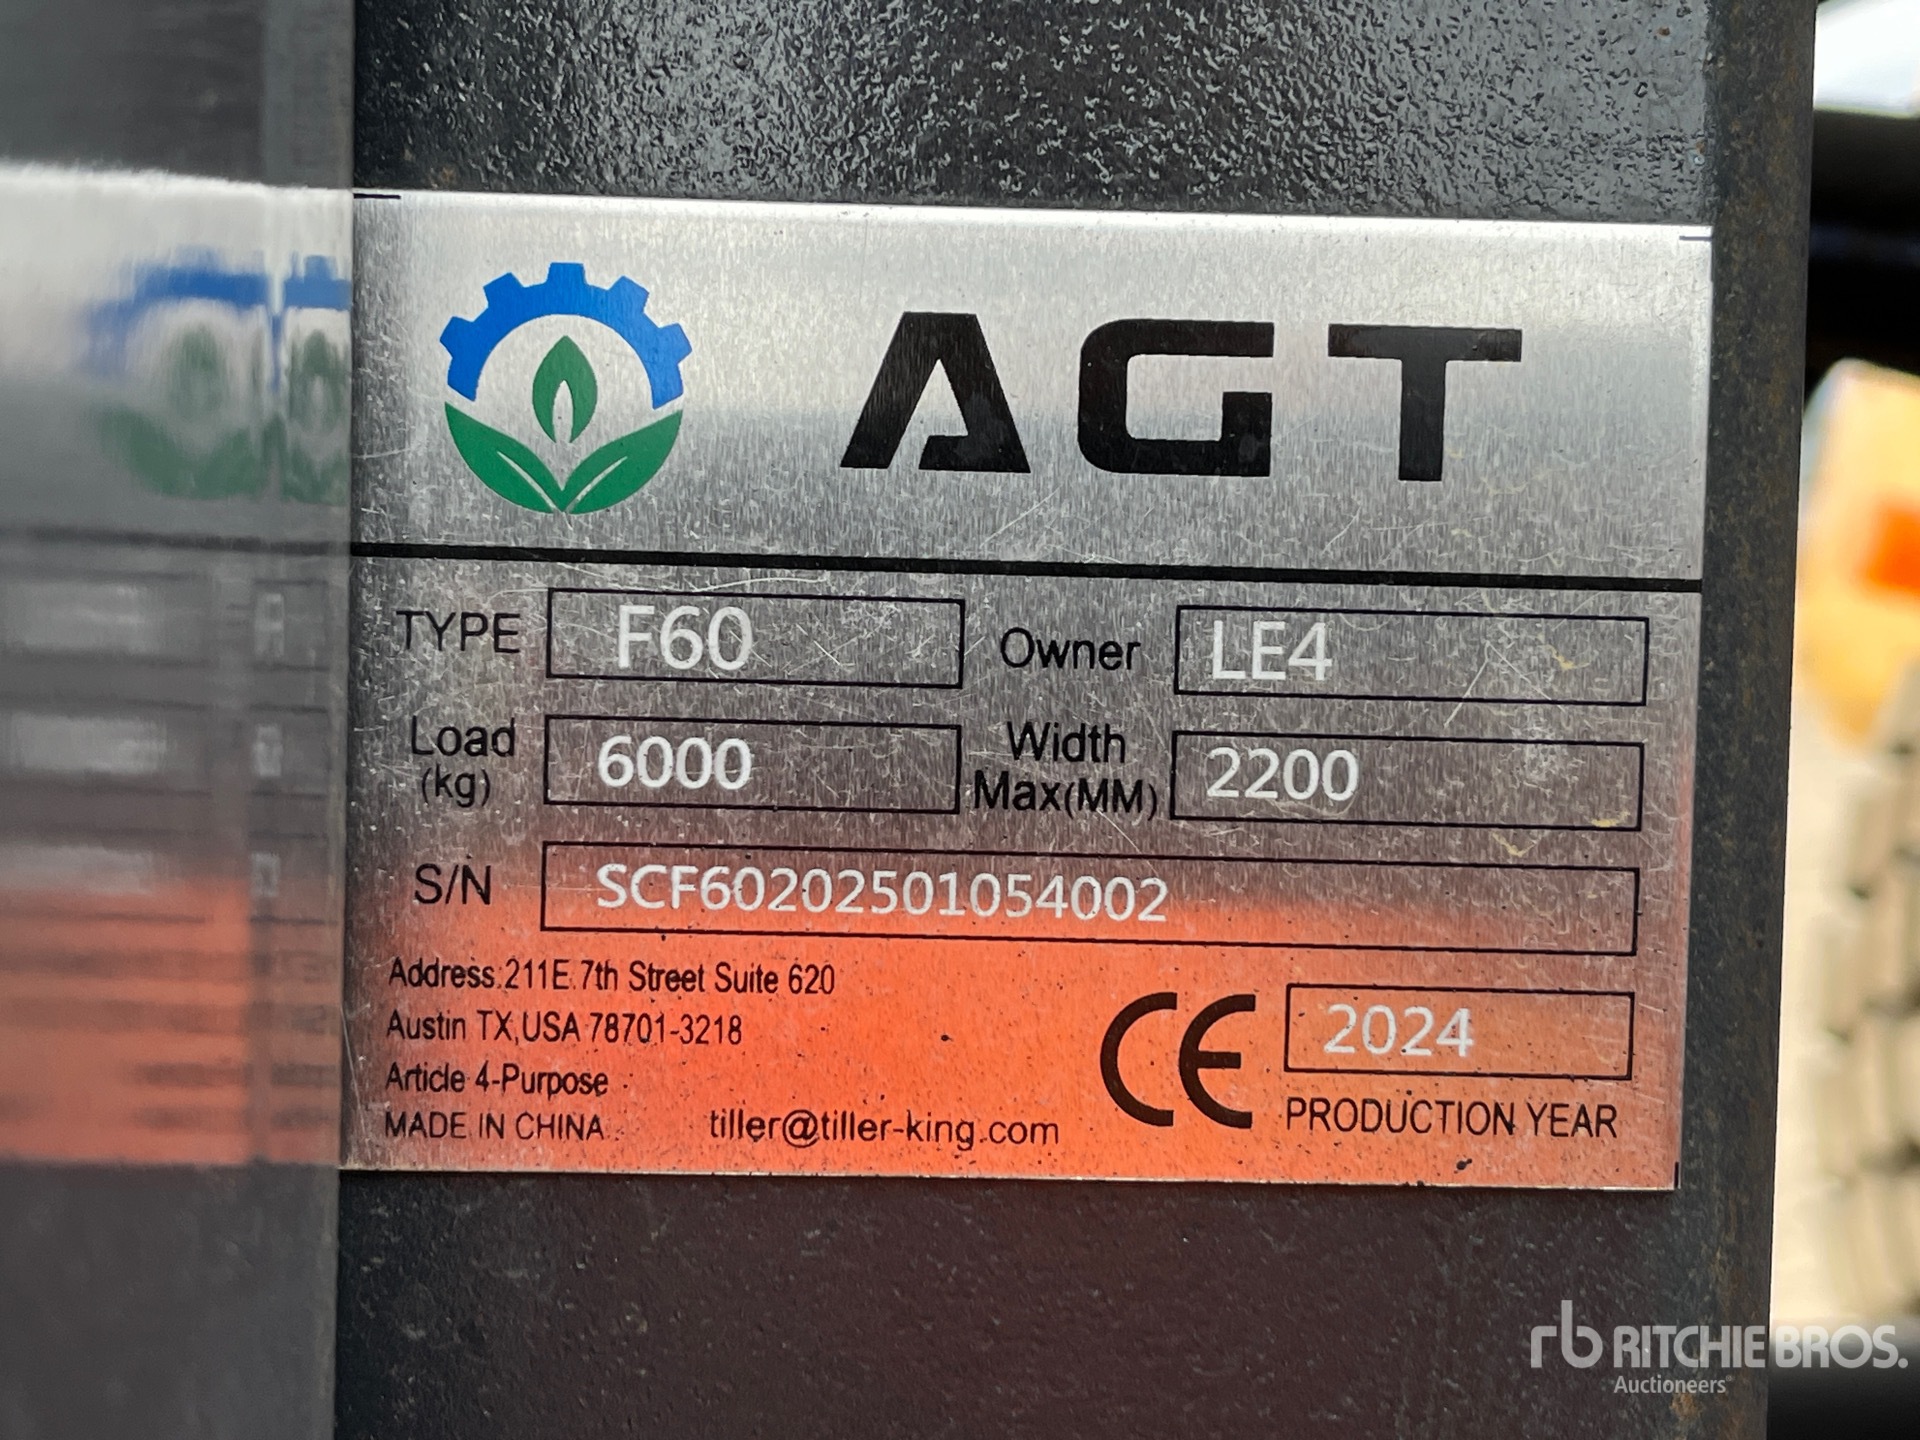 AGT
TYPE F60 Owner LE4
Load (kg) 6000 Width Max(MM) 2200
S/N SCF60202501054002
Address:211E.7th Street Suite 620
Austin TX,USA 78701-3218
Article 4-Purpose
MADE IN CHINA tiller@tiller-king.com
CE 2024
PRODUCTION YEAR
rb RITCHIE BROS.
Auctioneers